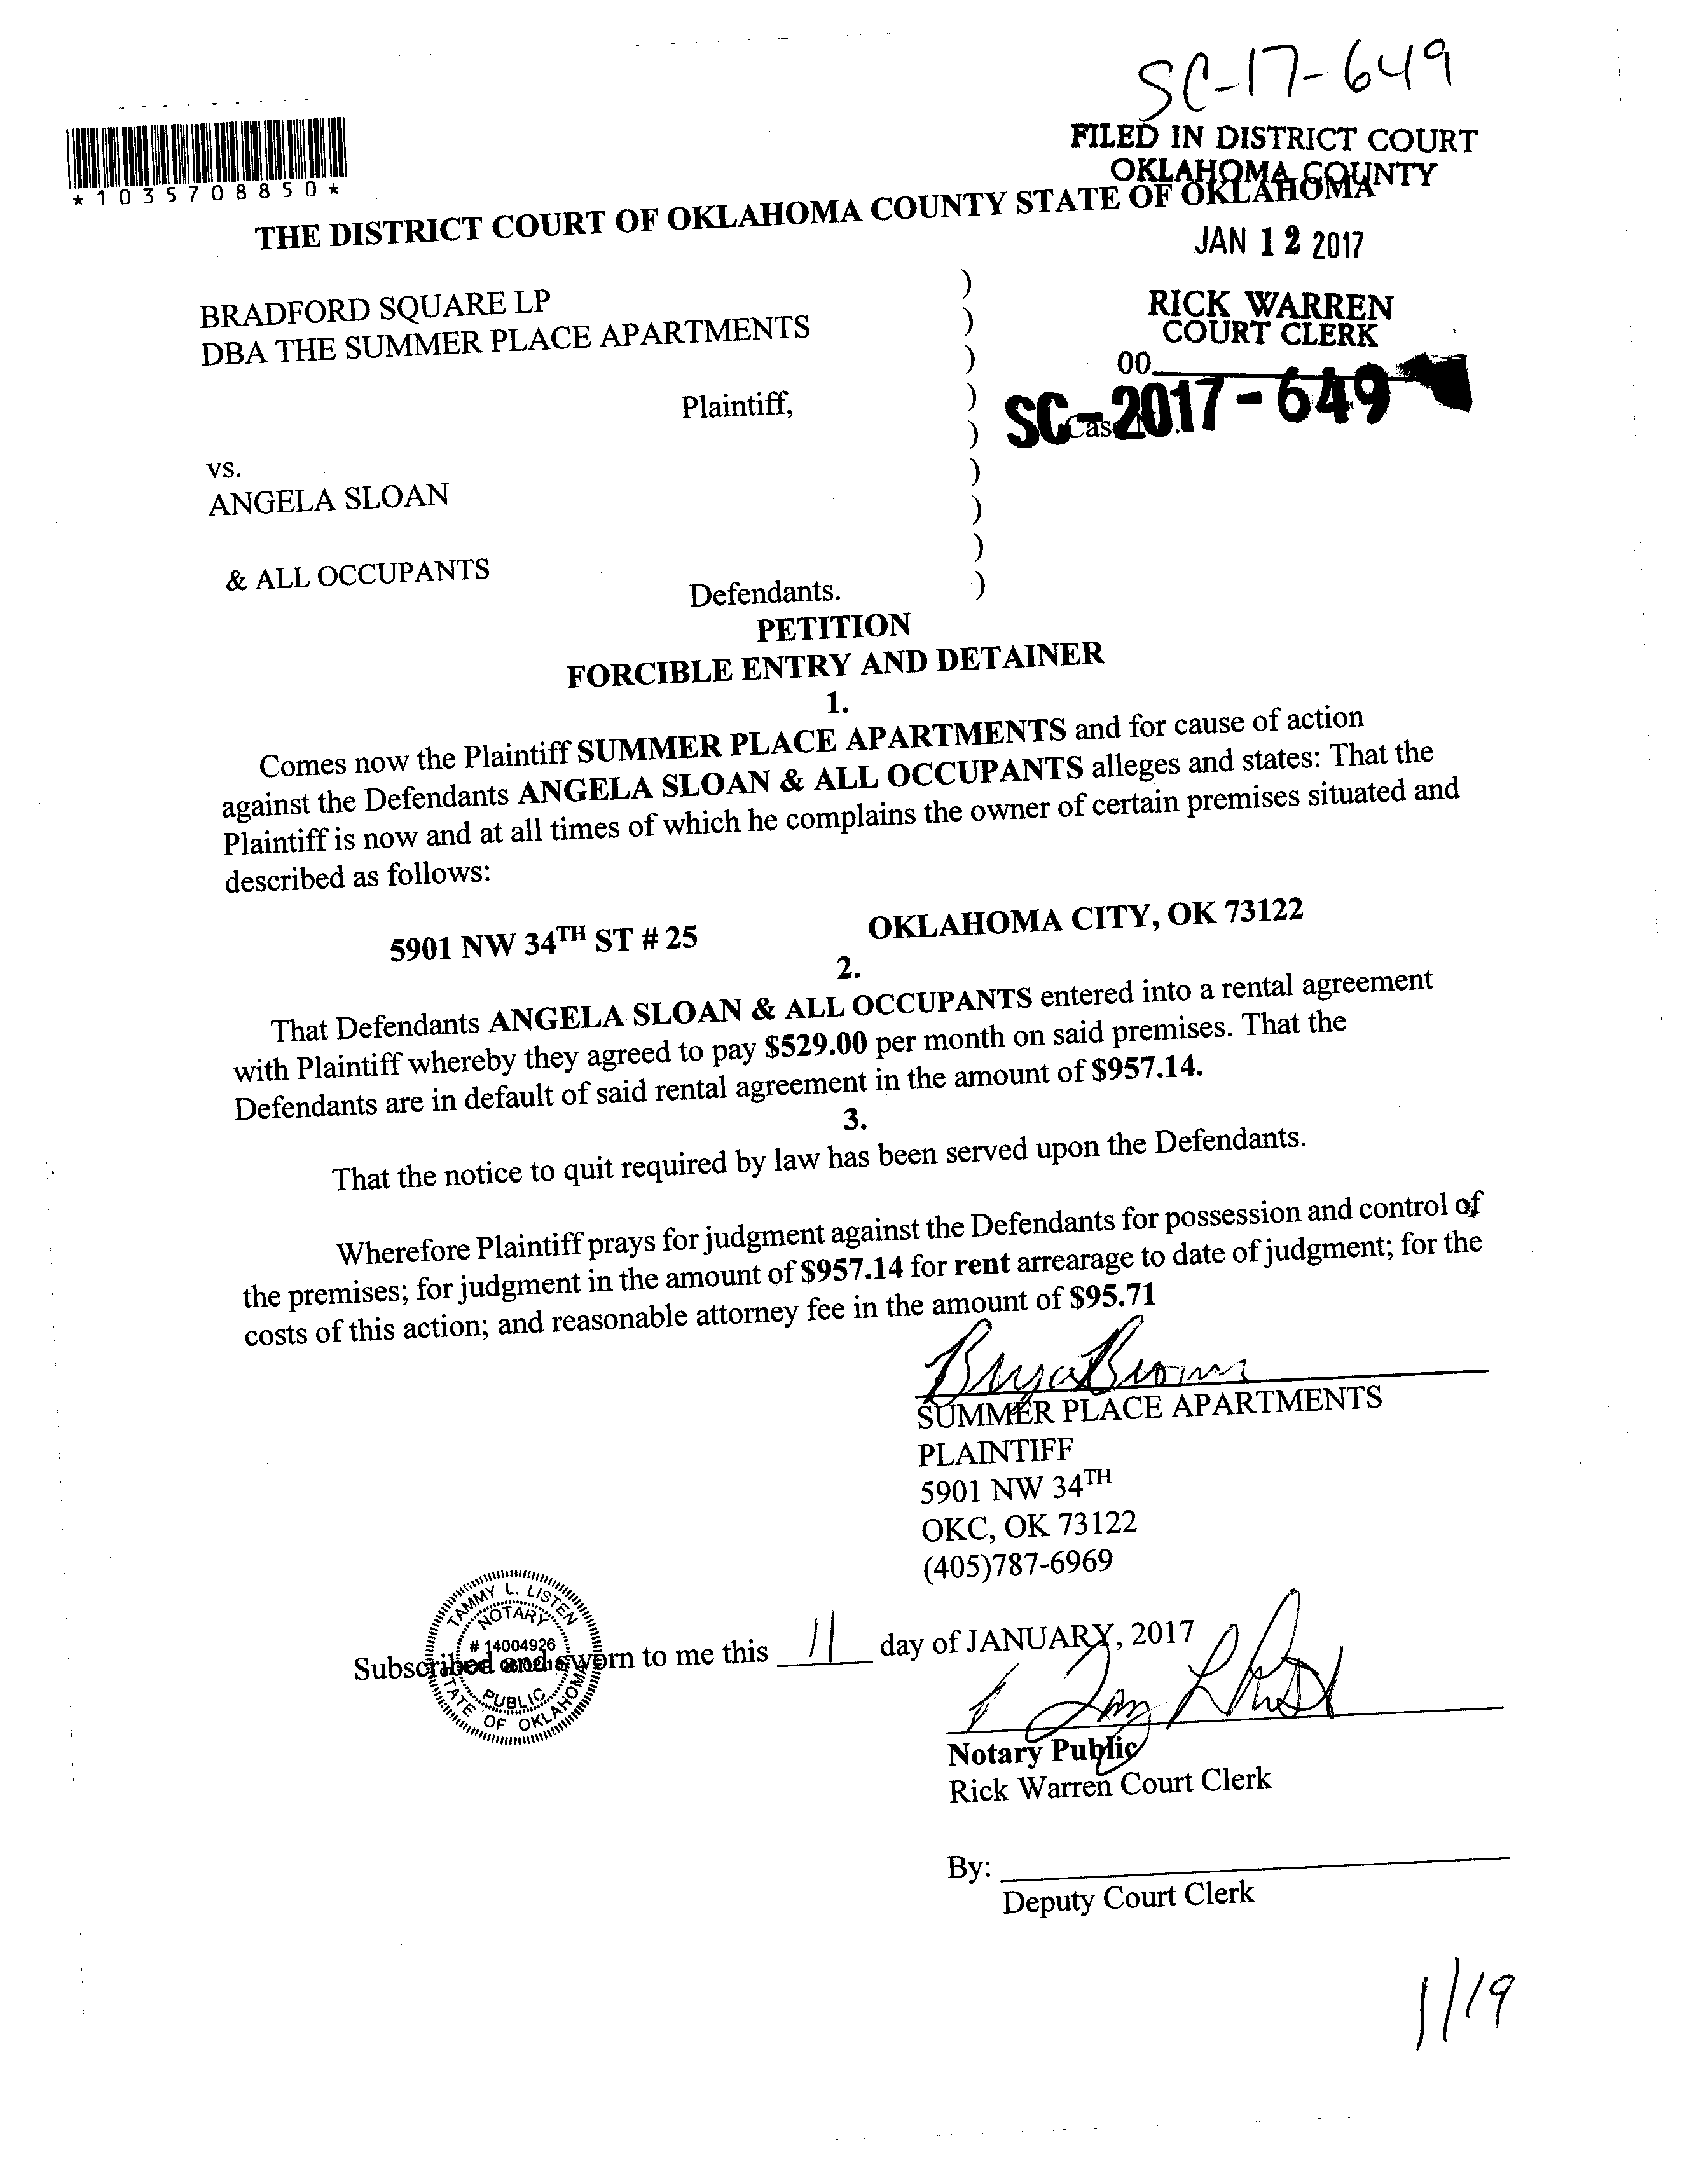 SC-17-649
FILED IN DISTRICT COURT
OKLAHOMA COUNTY
*1035708850*
THE DISTRICT COURT OF OKLAHOMA COUNTY STATE OF OKLAHOMA
JAN 12 2017
BRADFORD SQUARE LP )
DBA THE SUMMER PLACE APARTMENTS )
)
RICK WARREN
COURT CLERK
00
Plaintiff, )
)
SC-2017-649
Cas
vs. )
ANGELA SLOAN )
)
& ALL OCCUPANTS
Defendants. )
PETITION
FORCIBLE ENTRY AND DETAINER
1.
Comes now the Plaintiff SUMMER PLACE APARTMENTS and for cause of action
against the Defendants ANGELA SLOAN & ALL OCCUPANTS alleges and states: That the
Plaintiff is now and at all times of which he complains the owner of certain premises situated and
described as follows:
5901 NW 34TH ST # 25 OKLAHOMA CITY, OK 73122
2.
That Defendants ANGELA SLOAN & ALL OCCUPANTS entered into a rental agreement
with Plaintiff whereby they agreed to pay $529.00 per month on said premises. That the
Defendants are in default of said rental agreement in the amount of $957.14.
3.
That the notice to quit required by law has been served upon the Defendants.
Wherefore Plaintiff prays for judgment against the Defendants for possession and control of
the premises; for judgment in the amount of $957.14 for rent arrearage to date of judgment; for the
costs of this action; and reasonable attorney fee in the amount of $95.71
SUMMER PLACE APARTMENTS
PLAINTIFF
5901 NW 34TH
OKC, OK 73122
(405)787-6969
TAMMY L. LISTEN
NOTARY
# 14004926
PUBLIC
STATE OF OKLAHOMA
Subscribed and sworn to me this 11 day of JANUARY, 2017
Notary Public
Rick Warren Court Clerk
By:
Deputy Court Clerk
1/19